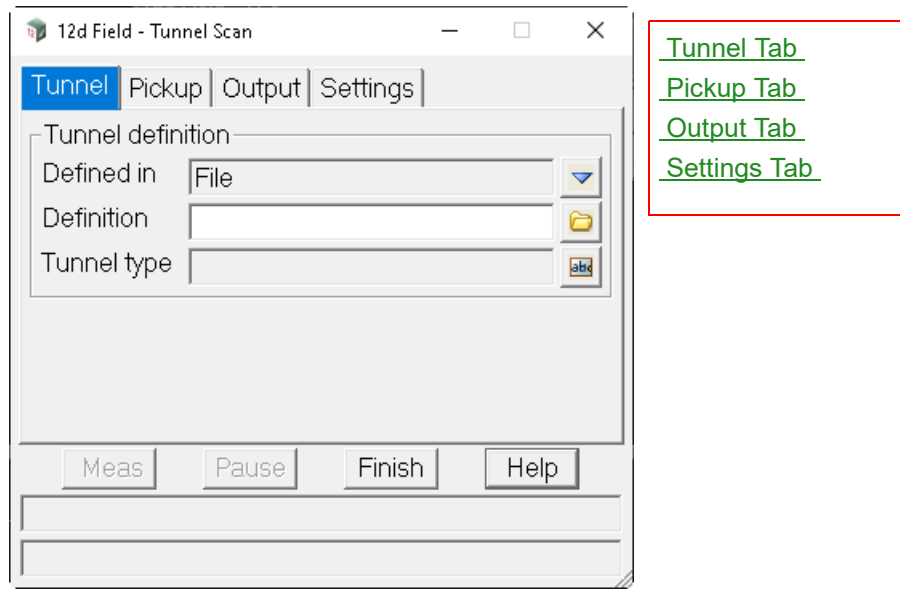 12d Field - Tunnel Scan
Tunnel Pickup Output Settings
Tunnel definition
Defined in File
Definition
Tunnel type abc
Meas Pause Finish Help
Tunnel Tab
Pickup Tab
Output Tab
Settings Tab